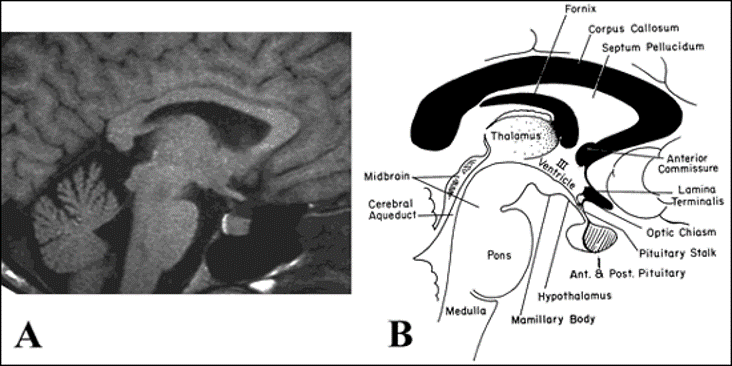 Fornix
Corpus Callosum
Septum Pellucidum
Thalamus
III
Ventricle
Anterior
Commissure
Midbrain
Cerebral
Aqueduct
Lamina
Terminalis
Optic Chiasm
Pituitary Stalk
Pons
Ant. & Post. Pituitary
Hypothalamus
Medulla
Mamillary Body
A
B